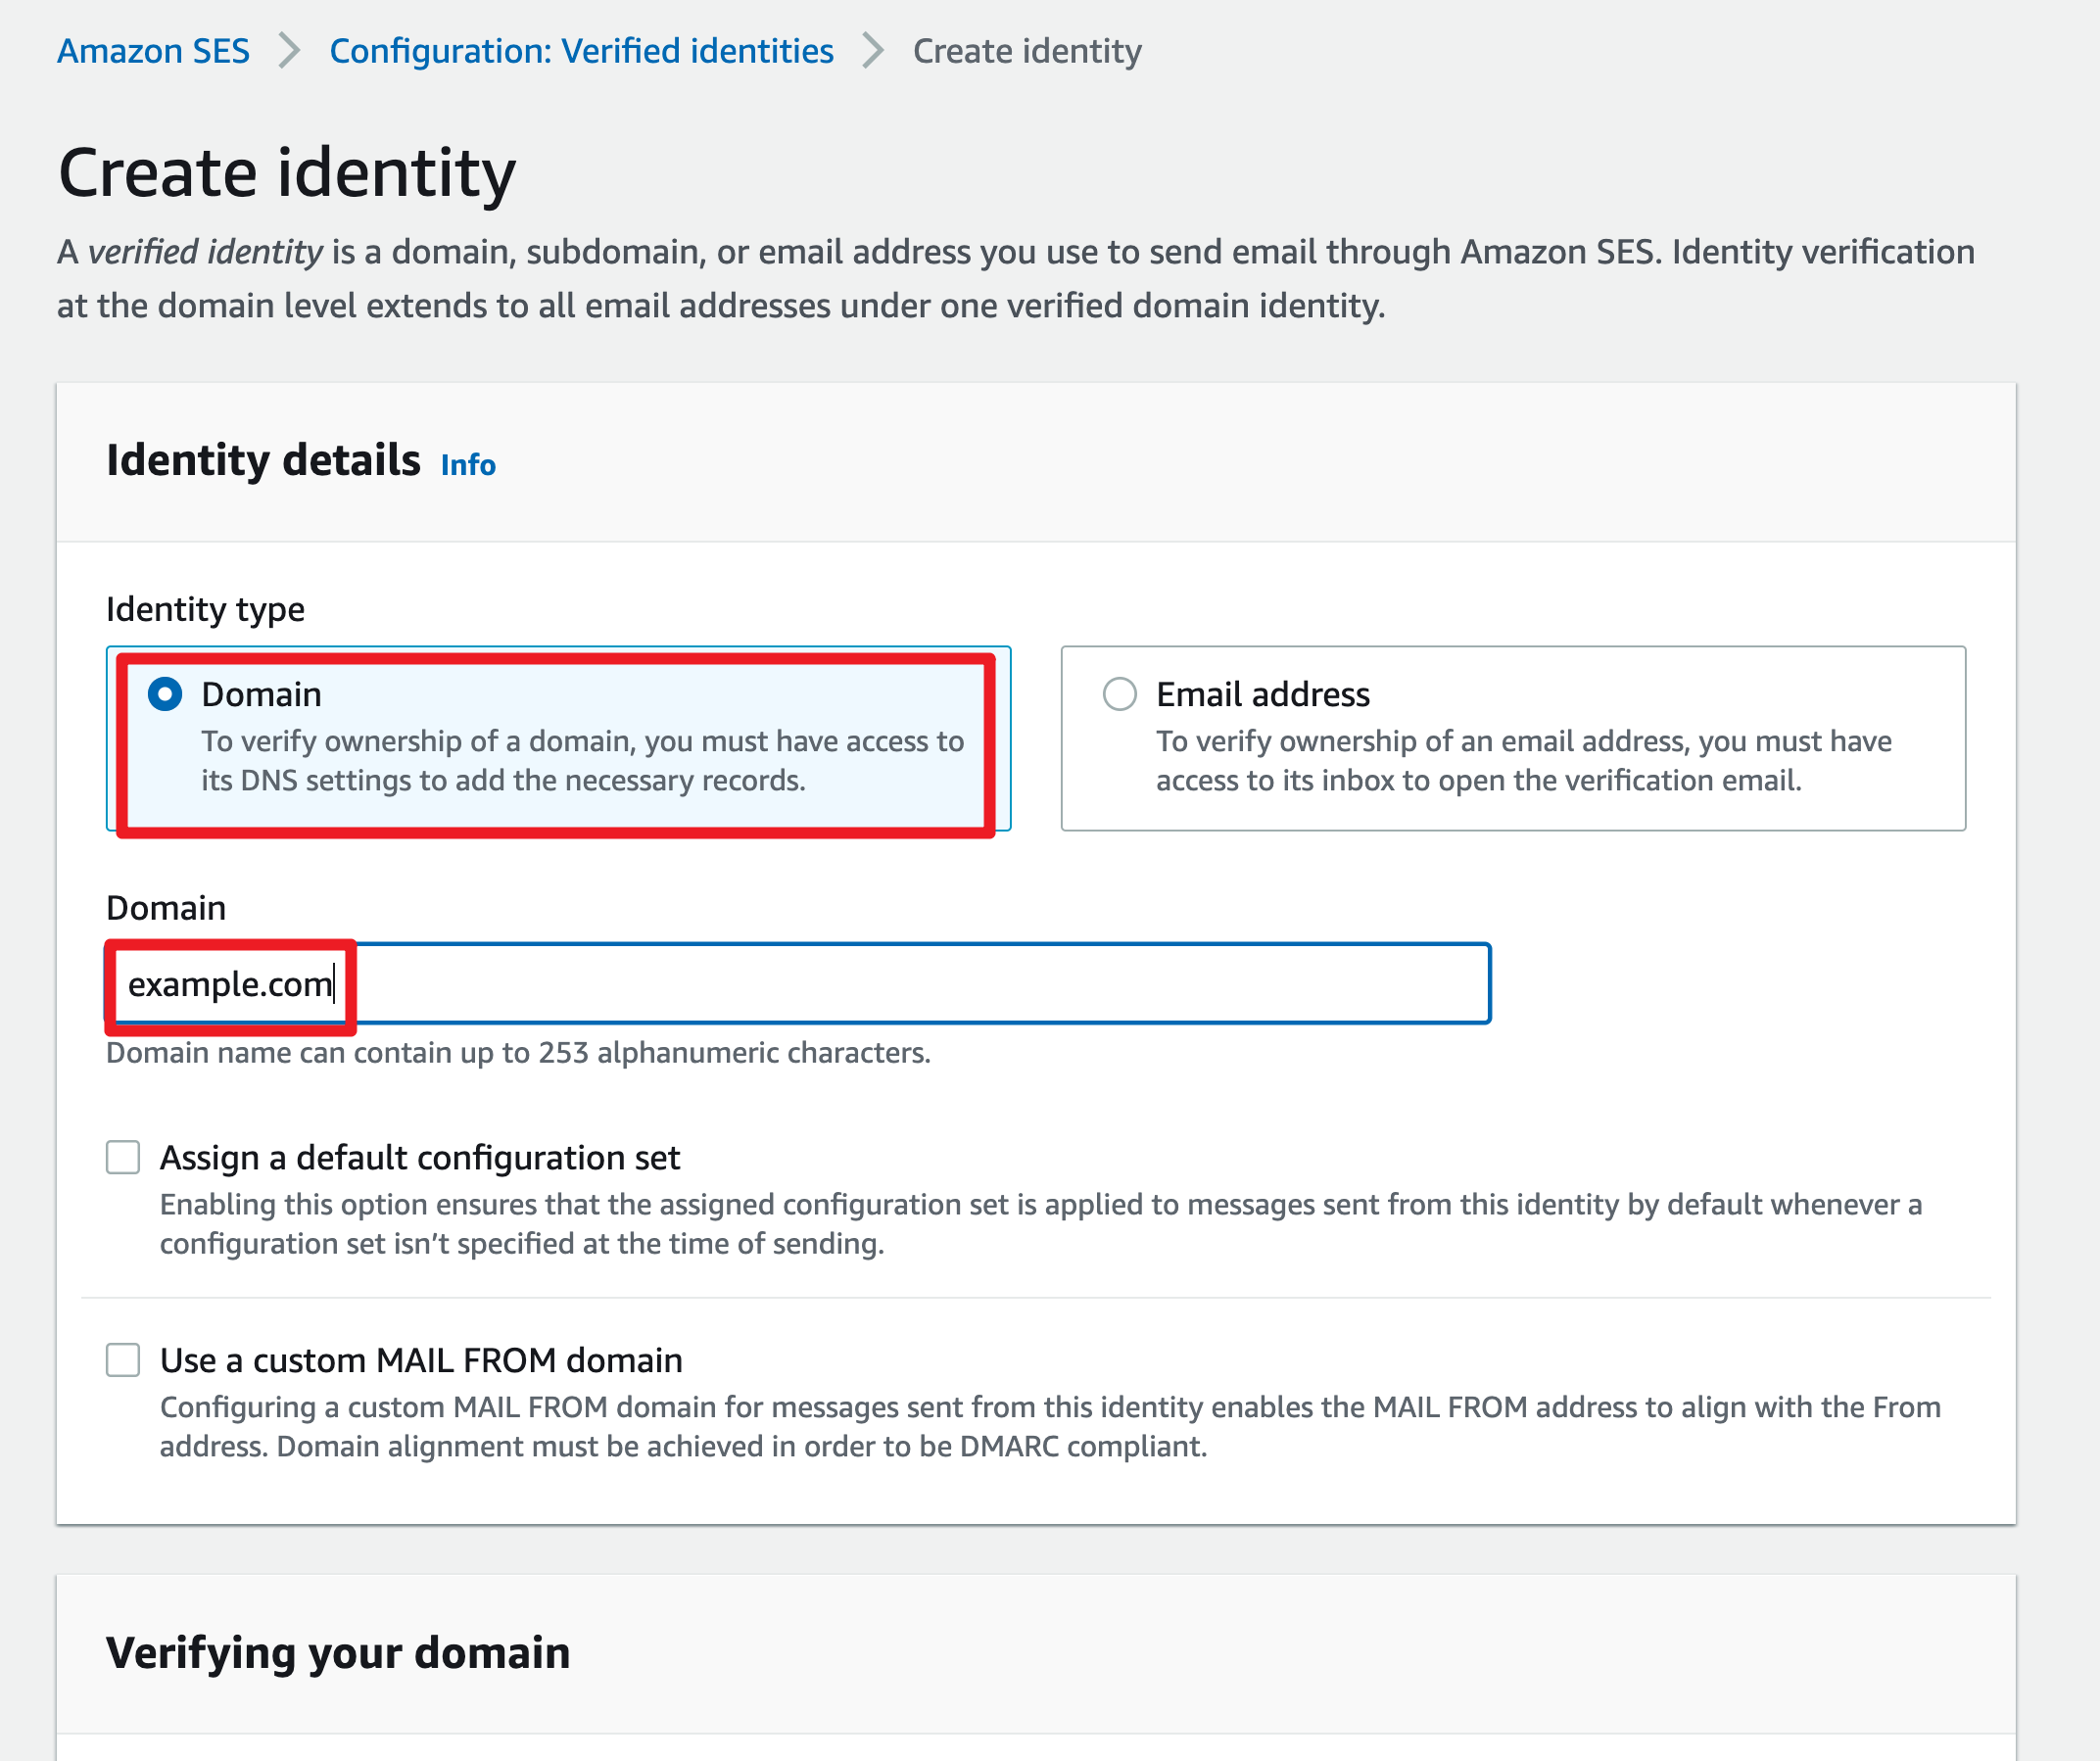 Amazon SES > Configuration: Verified identities > Create identity
Create identity
A verified identity is a domain, subdomain, or email address you use to send email through Amazon SES. Identity verification
at the domain level extends to all email addresses under one verified domain identity.
Identity details Info
Identity type
Domain
To verify ownership of a domain, you must have access to
its DNS settings to add the necessary records.
Email address
To verify ownership of an email address, you must have
access to its inbox to open the verification email.
Domain
example.com
Domain name can contain up to 253 alphanumeric characters.
Assign a default configuration set
Enabling this option ensures that the assigned configuration set is applied to messages sent from this identity by default whenever a
configuration set isn’t specified at the time of sending.
Use a custom MAIL FROM domain
Configuring a custom MAIL FROM domain for messages sent from this identity enables the MAIL FROM address to align with the From
address. Domain alignment must be achieved in order to be DMARC compliant.
Verifying your domain